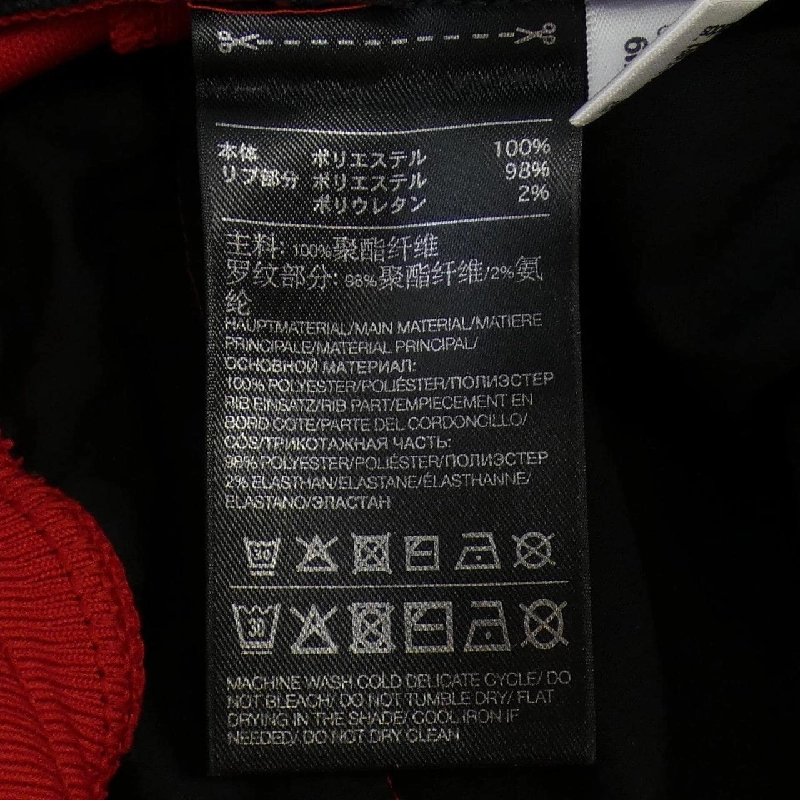 本体 ポリエステル 100%
リブ部分 ポリエステル 98%
ポリウレタン 2%
主料: 100%聚酯纤维
罗纹部分: 98%聚酯纤维/2%氨
纶
HAUPTMATERIAL/MAIN MATERIAL/MATIERE
PRINCIPALE/MATERIAL PRINCIPAL/
ОСНОВНОЙ МАТЕРИАЛ:
100% POLYESTER/POLIÉSTER/ПОЛИЭСТЕР
RIB EINSATZ/RIB PART/EMPIECEMENT EN
BORD COTE/PARTE DEL CORDONCILLO/
COS/ТРИКОТАЖНАЯ ЧАСТЬ:
98% POLYESTER/POLIÉSTER/ПОЛИЭСТЕР
2% ELASTHAN/ELASTANE/ÉLASTHANNE/
ELASTANO/ЭЛАСТАН
30
30
MACHINE WASH COLD DELICATE CYCLE/ DO
NOT BLEACH/ DO NOT TUMBLE DRY/ FLAT
DRYING IN THE SHADE/ COOL IRON IF
NEEDED/ DO NOT DRY CLEAN